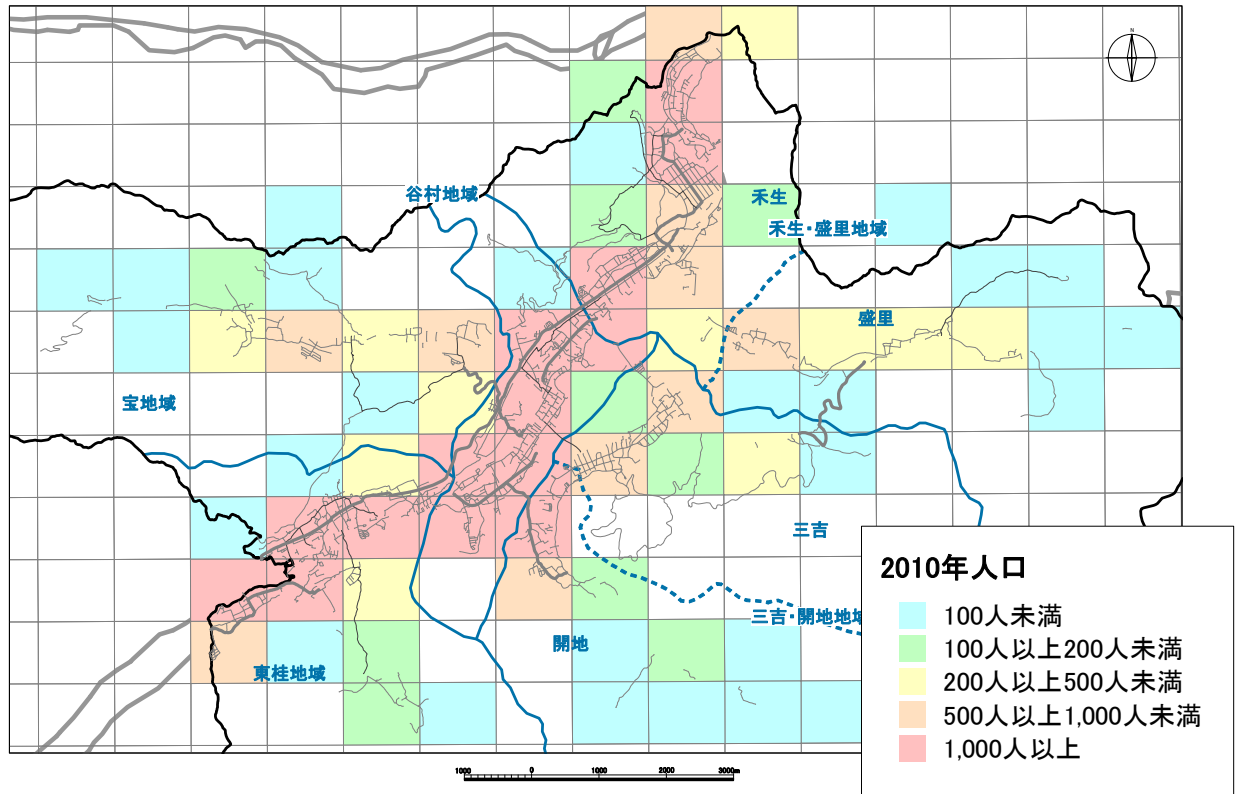 N
谷村地域
禾生
禾生・盛里地域
盛里
宝地域
三吉
三吉・開地地域
開地
東桂地域
2010年人口
100人未満
100人以上200人未満
200人以上500人未満
500人以上1,000人未満
1,000人以上
1000 0 1000 2000 3000m